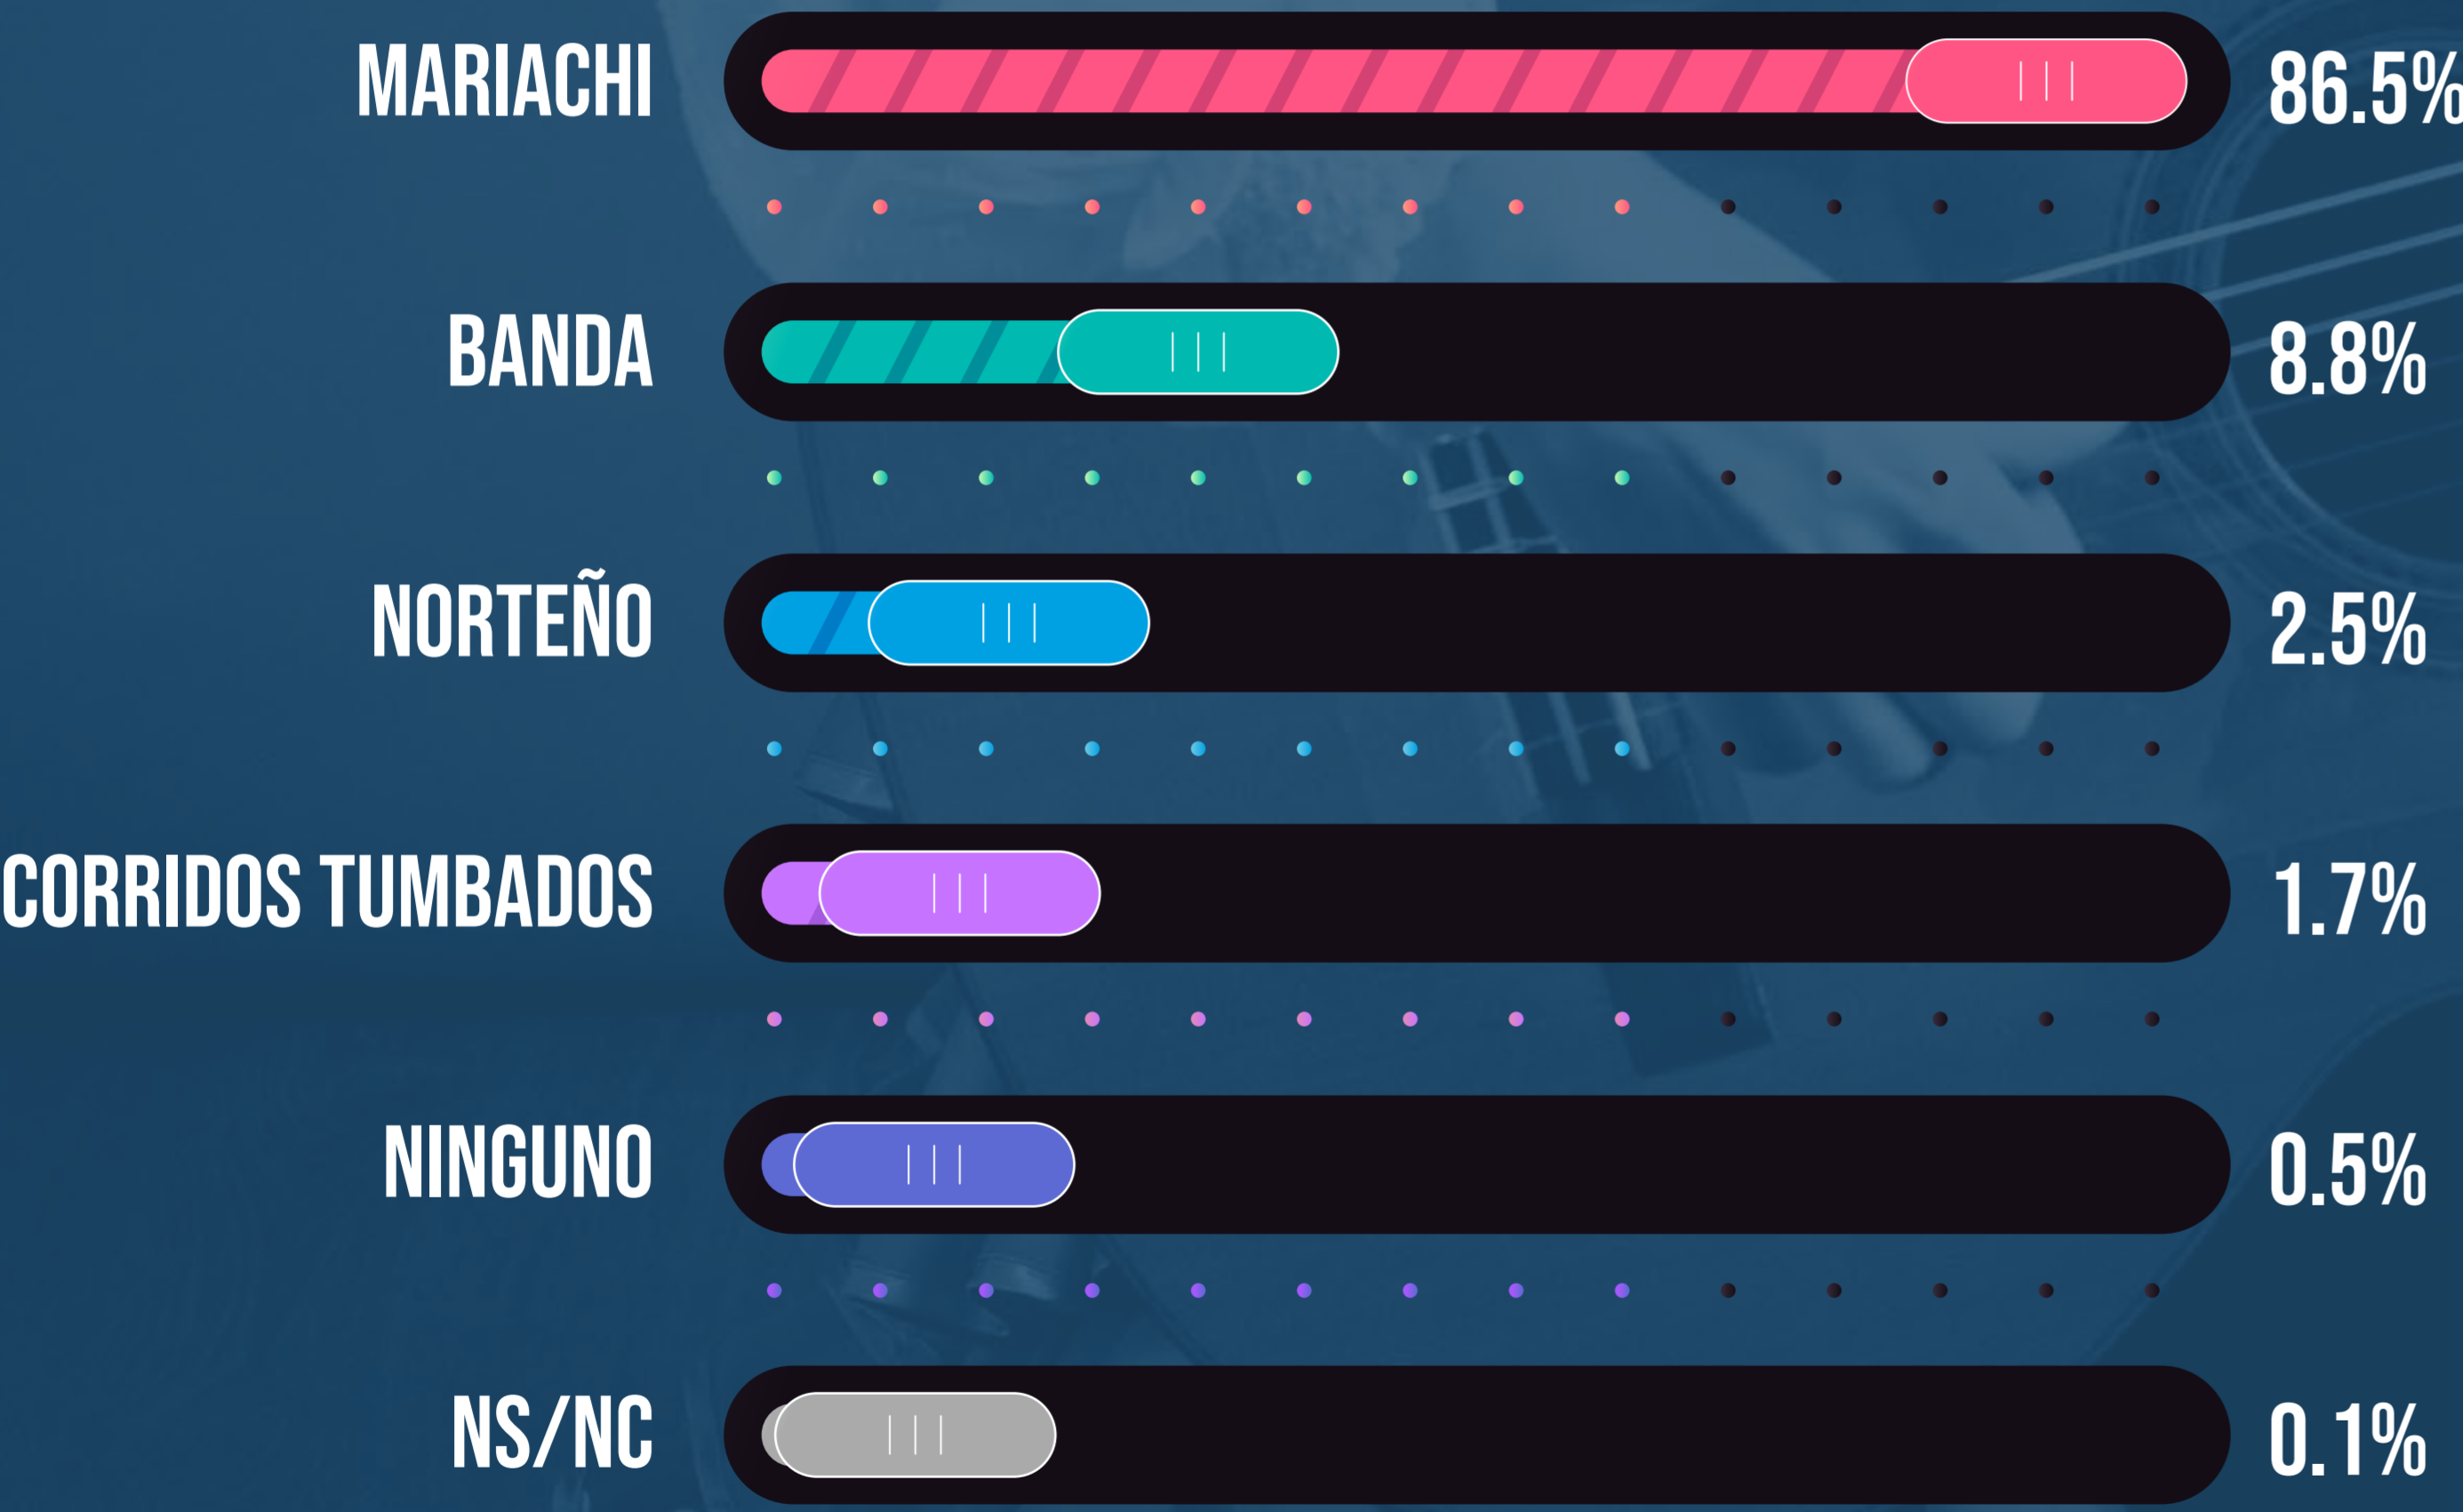 MARIACHI 86.5%
BANDA 8.8%
NORTEÑO 2.5%
CORRIDOS TUMBADOS 1.7%
NINGUNO 0.5%
NS/NC 0.1%